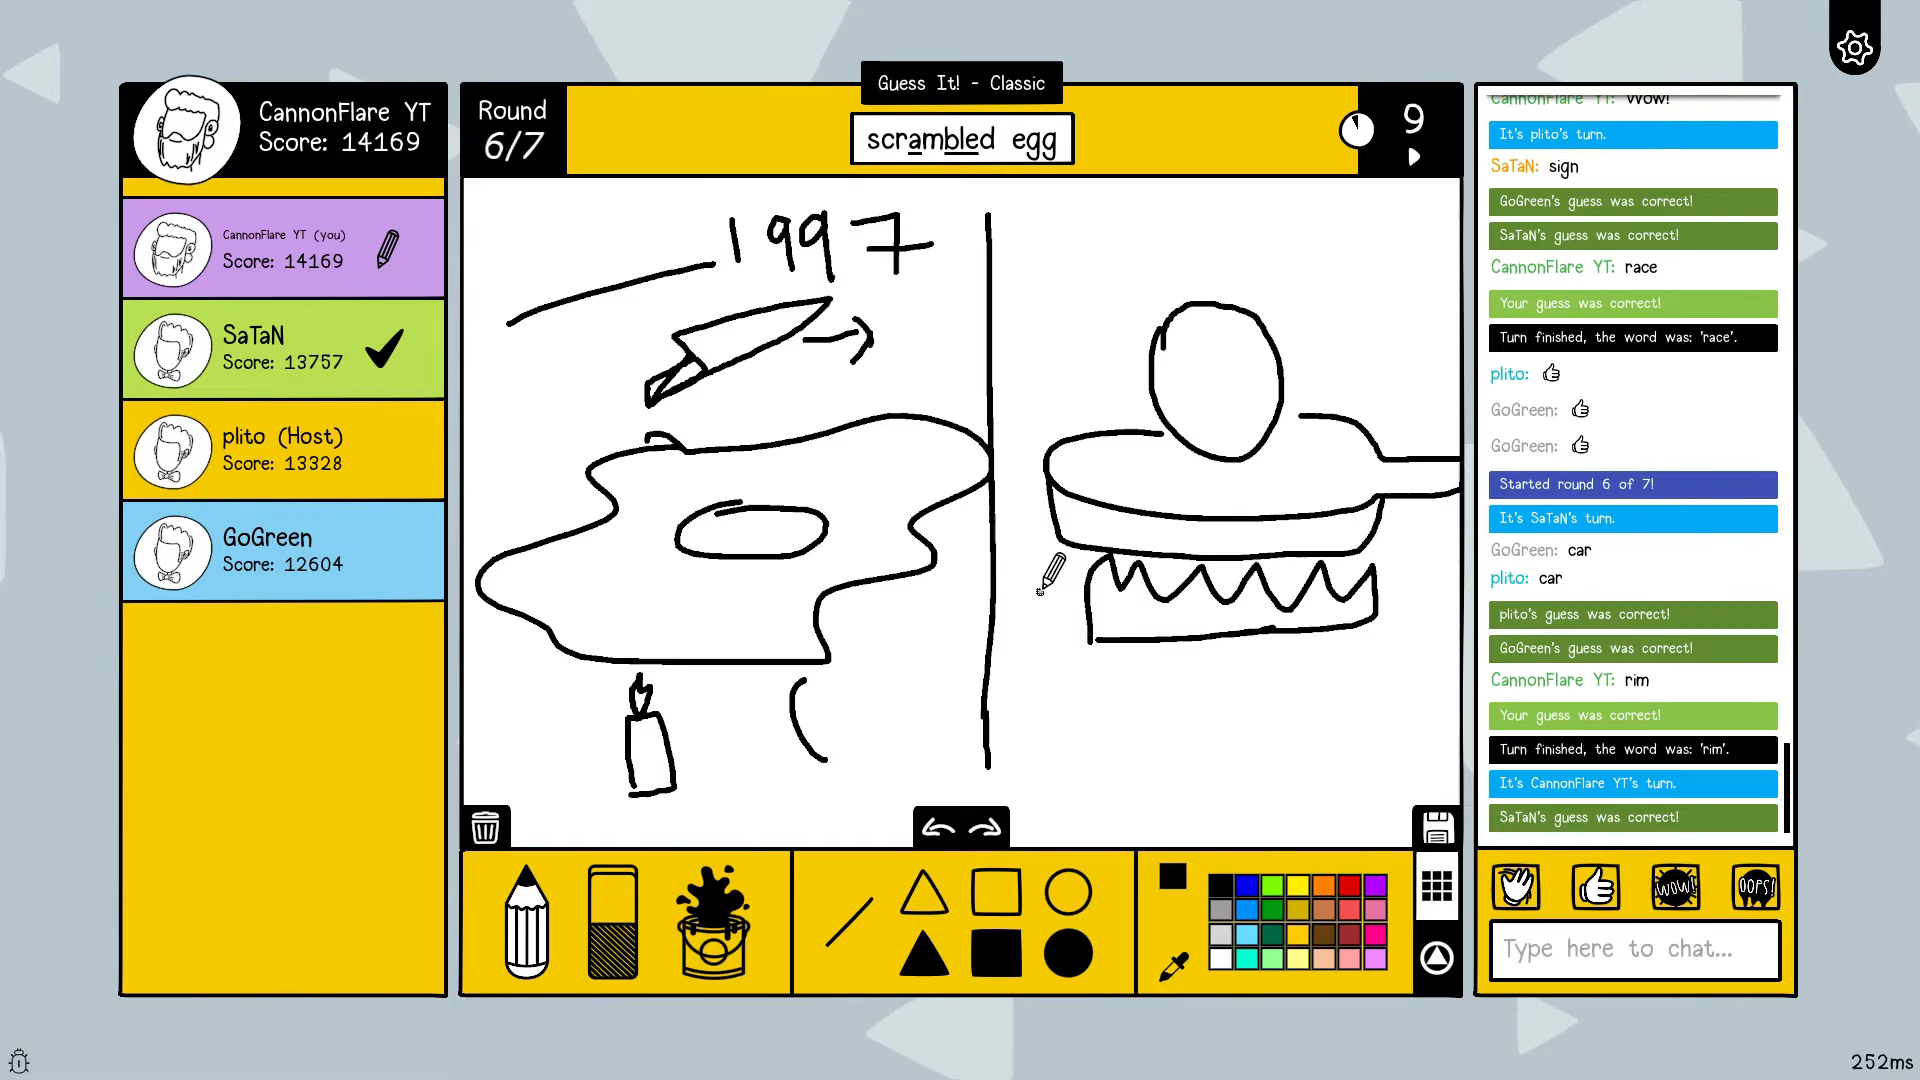 Guess It! - Classic
CannonFlare YT
Score: 14169
Round
6/7
scrambled egg
9
CannonFlare YT (you)
Score: 14169
SaTaN
Score: 13757
plito (Host)
Score: 13328
GoGreen
Score: 12604
1997
CannonFlare YT: Wow!
It's plito's turn.
SaTaN: sign
GoGreen's guess was correct!
SaTaN's guess was correct!
CannonFlare YT: race
Your guess was correct!
Turn finished, the word was: 'race'.
plito:
GoGreen:
GoGreen:
Started round 6 of 7!
It's SaTaN's turn.
GoGreen: car
plito: car
plito's guess was correct!
GoGreen's guess was correct!
CannonFlare YT: rim
Your guess was correct!
Turn finished, the word was: 'rim'.
It's CannonFlare YT's turn.
SaTaN's guess was correct!
WOW!
OOPS!
Type here to chat...
252ms